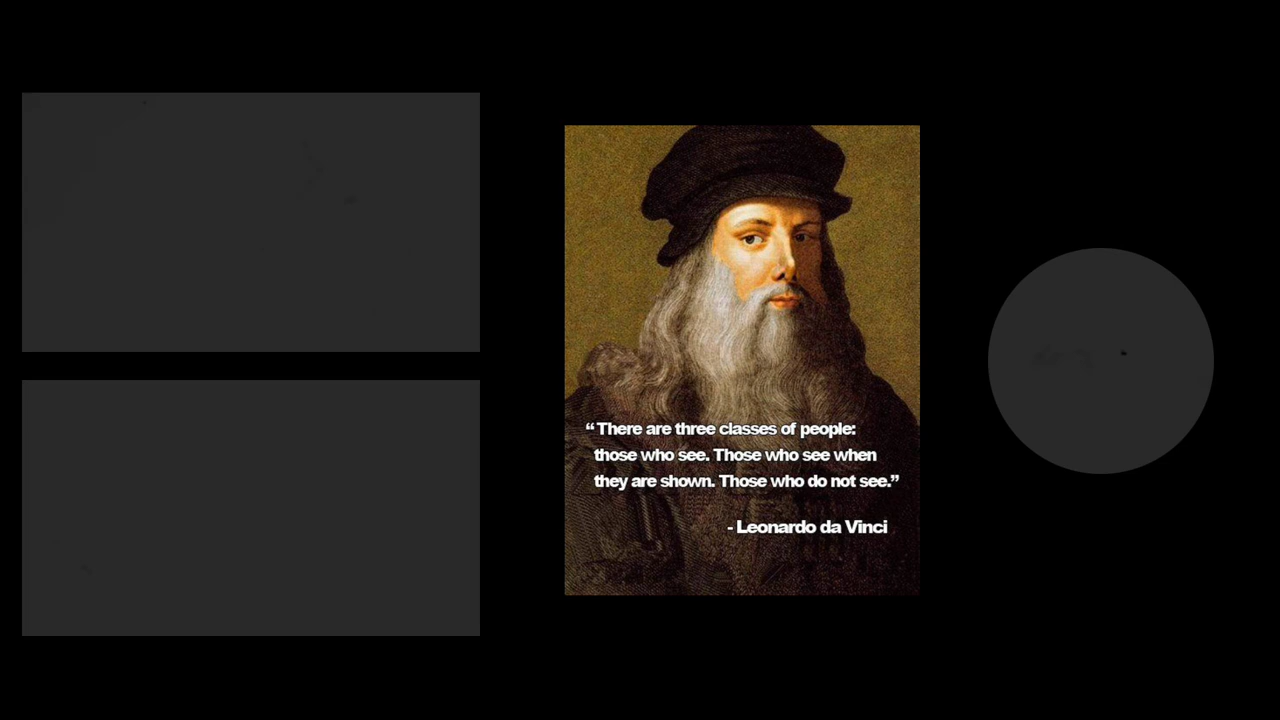 “There are three classes of people:
those who see. Those who see when
they are shown. Those who do not see.”
- Leonardo da Vinci